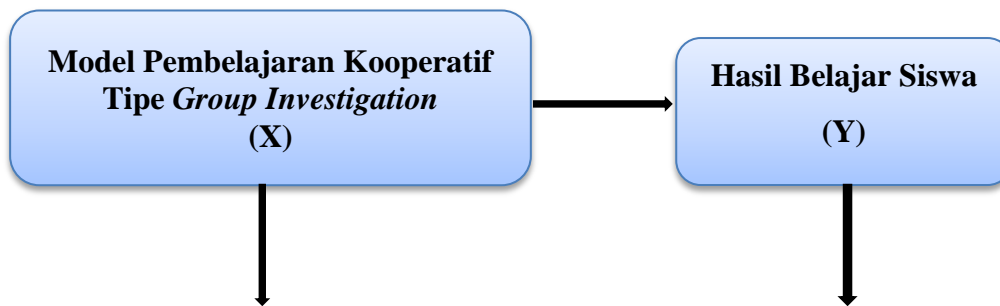 Model Pembelajaran Kooperatif
Tipe Group Investigation
(X)
Hasil Belajar Siswa
(Y)